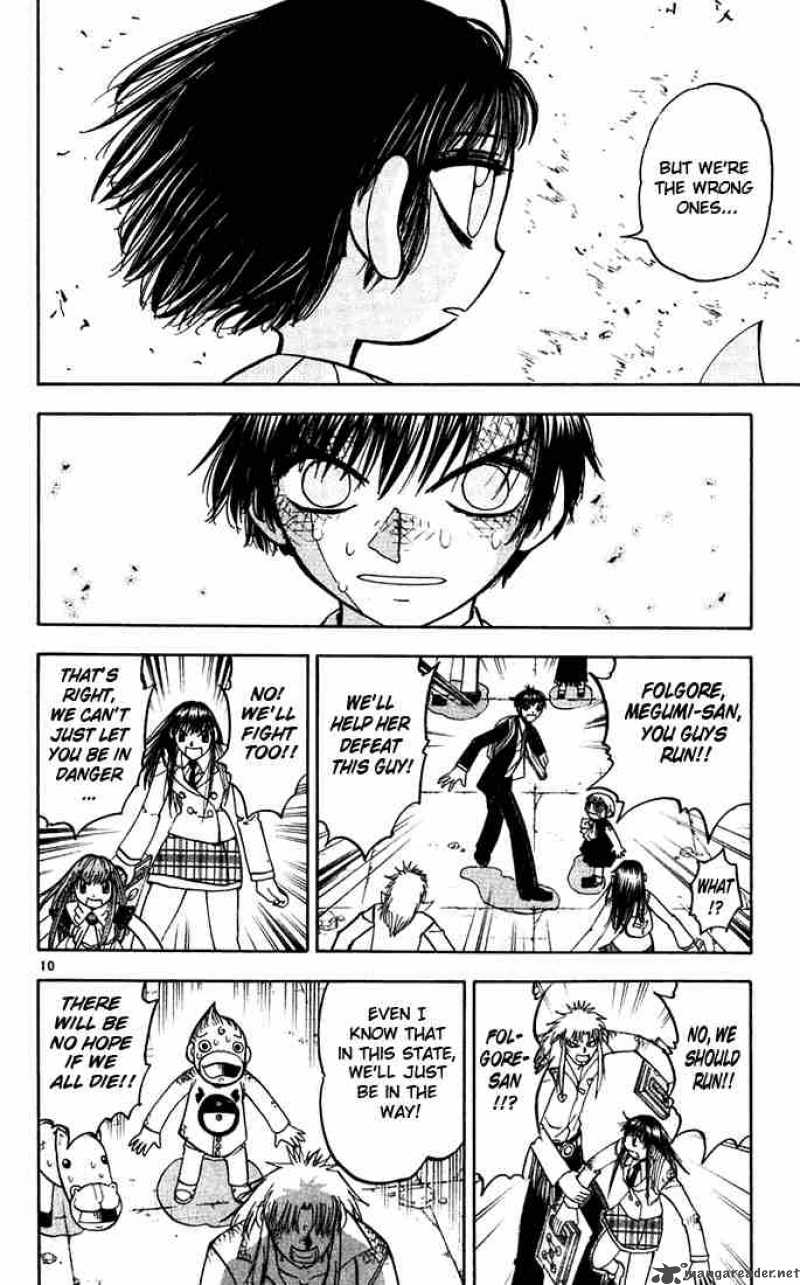 BUT WE'RE
THE WRONG
ONES...
FOLGORE,
MEGUMI-SAN,
YOU GUYS
RUN!!
WE'LL
HELP HER
DEFEAT
THIS GUY!
WHAT
!?
NO!
WE'LL
FIGHT
TOO!!
THAT'S
RIGHT,
WE CAN'T
JUST LET
YOU BE IN
DANGER
...
10
NO, WE
SHOULD
RUN!!
FOL-
GORE-
SAN
!!?
EVEN I
KNOW THAT
IN THIS STATE,
WE'LL JUST
BE IN THE
WAY!
THERE
WILL BE
NO HOPE
IF WE
ALL DIE!!
mangareader.net